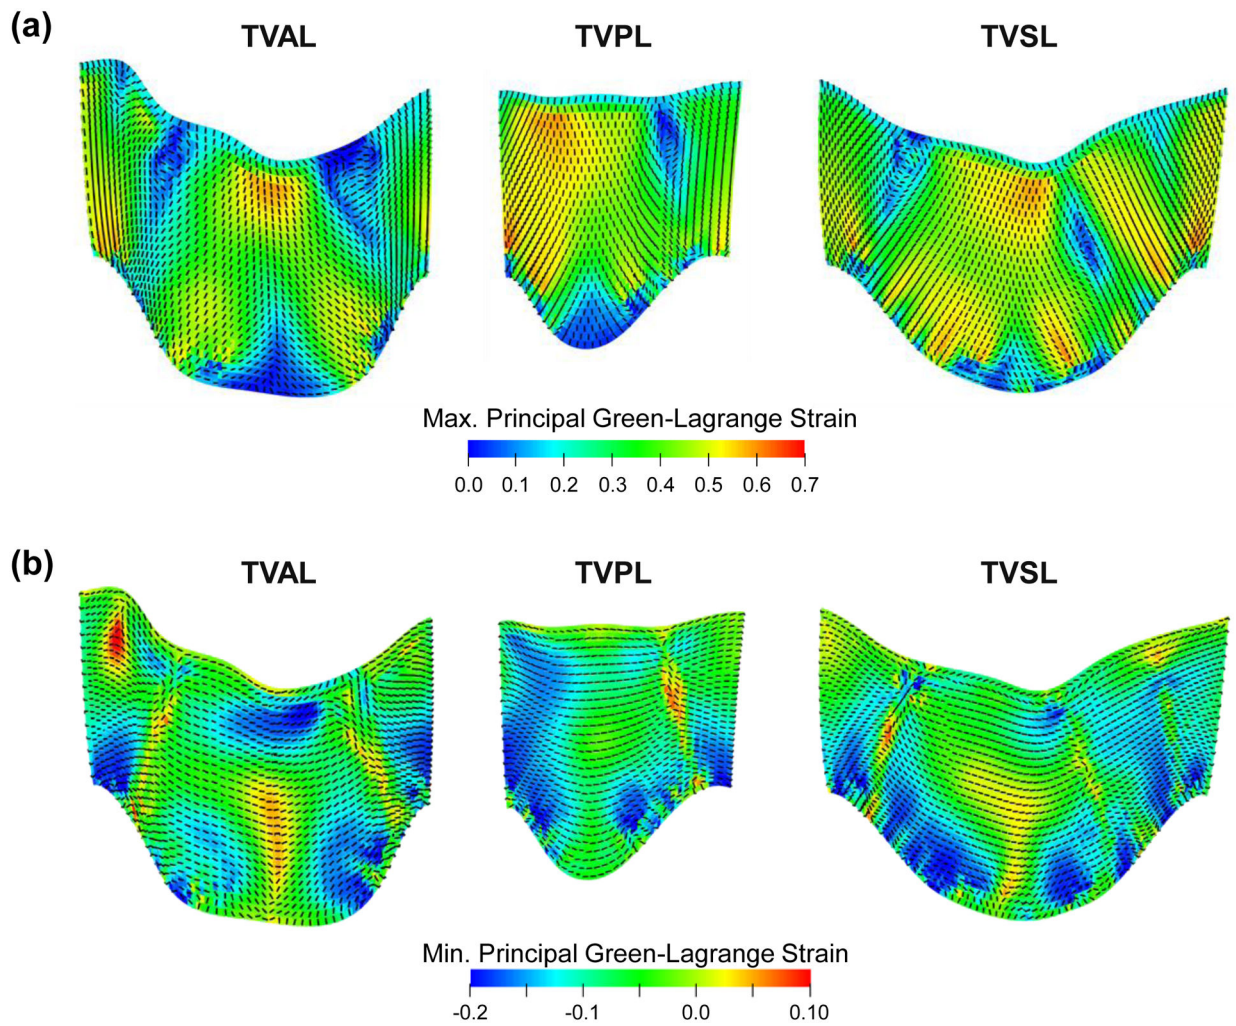 (a)
TVAL TVPL TVSL
Max. Principal Green-Lagrange Strain
0.0 0.1 0.2 0.3 0.4 0.5 0.6 0.7
(b)
TVAL TVPL TVSL
Min. Principal Green-Lagrange Strain
-0.2 -0.1 0.0 0.10